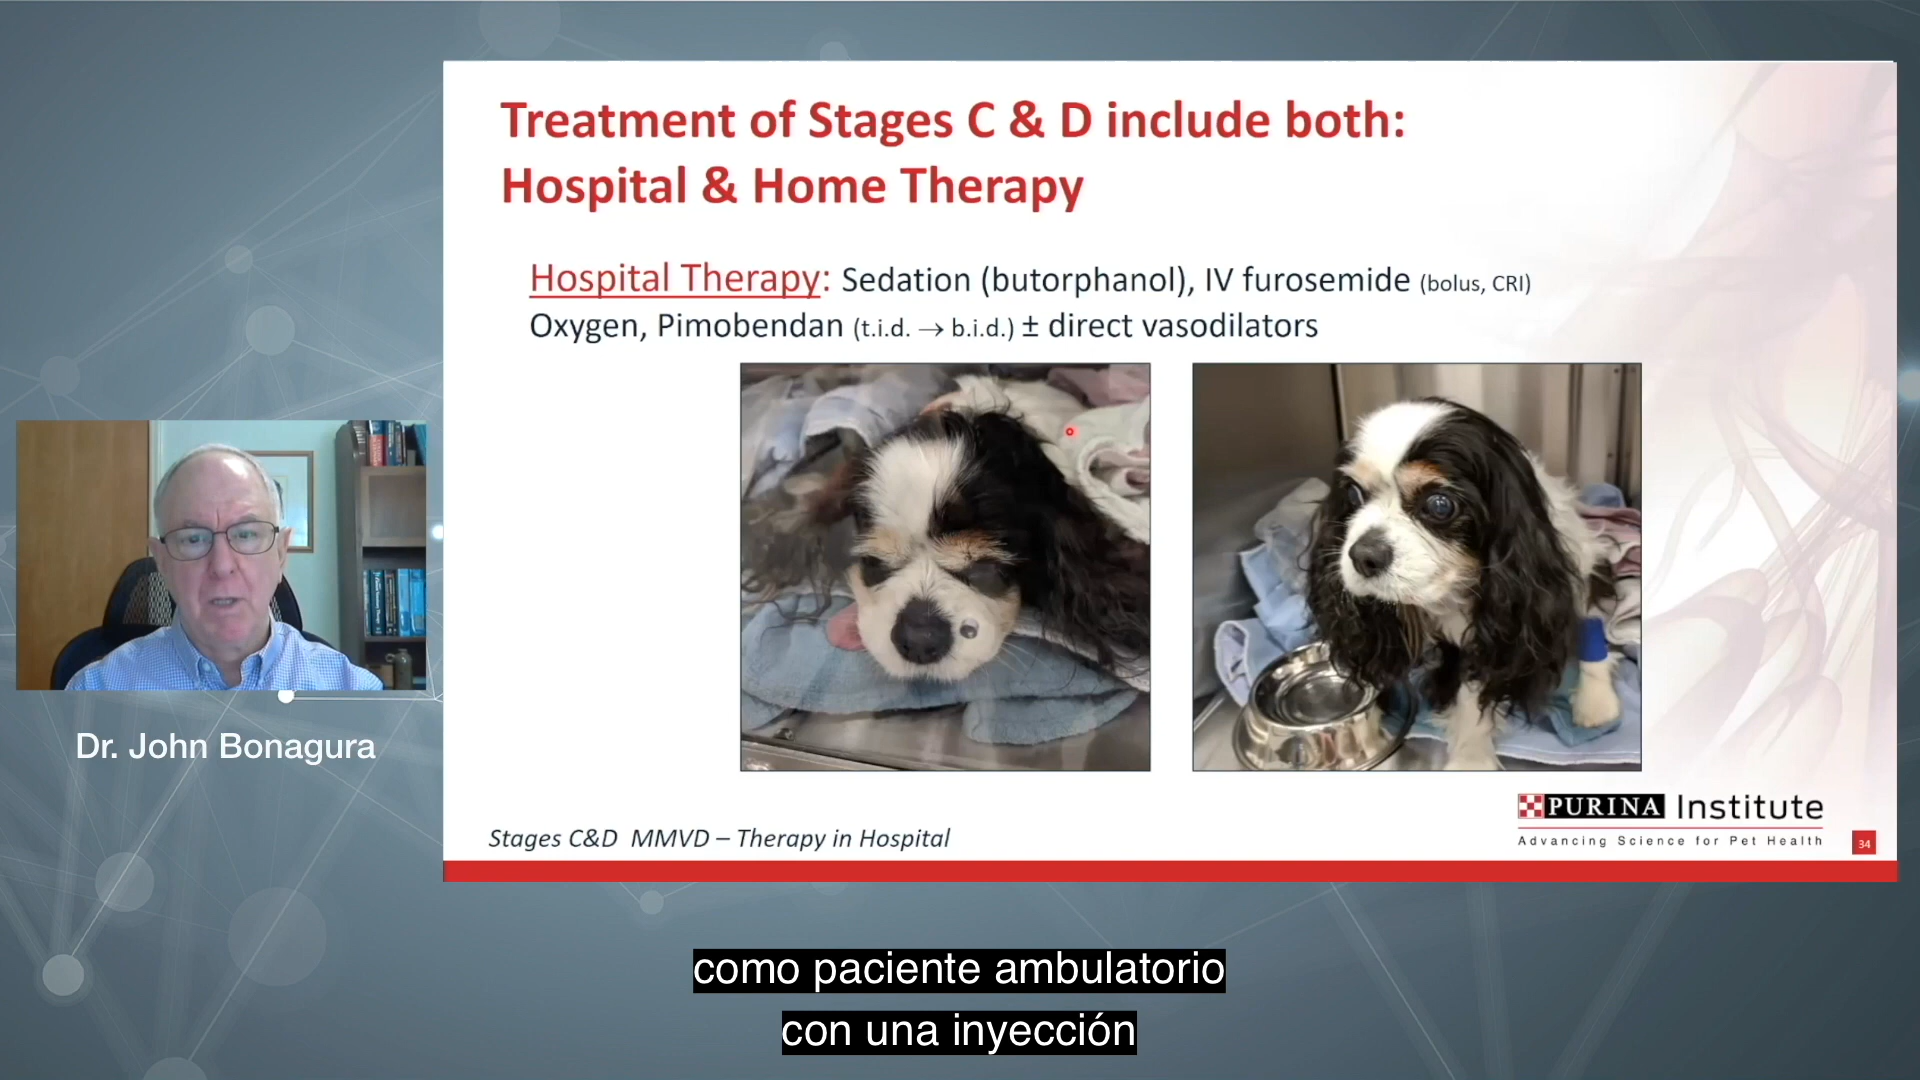 Treatment of Stages C & D include both:
Hospital & Home Therapy
Hospital Therapy: Sedation (butorphanol), IV furosemide (bolus, CRI)
Oxygen, Pimobendan (t.i.d. → b.i.d.) ± direct vasodilators
Dr. John Bonagura
Stages C&D MMVD – Therapy in Hospital
PURINA Institute
Advancing Science for Pet Health
34
como paciente ambulatorio
con una inyección